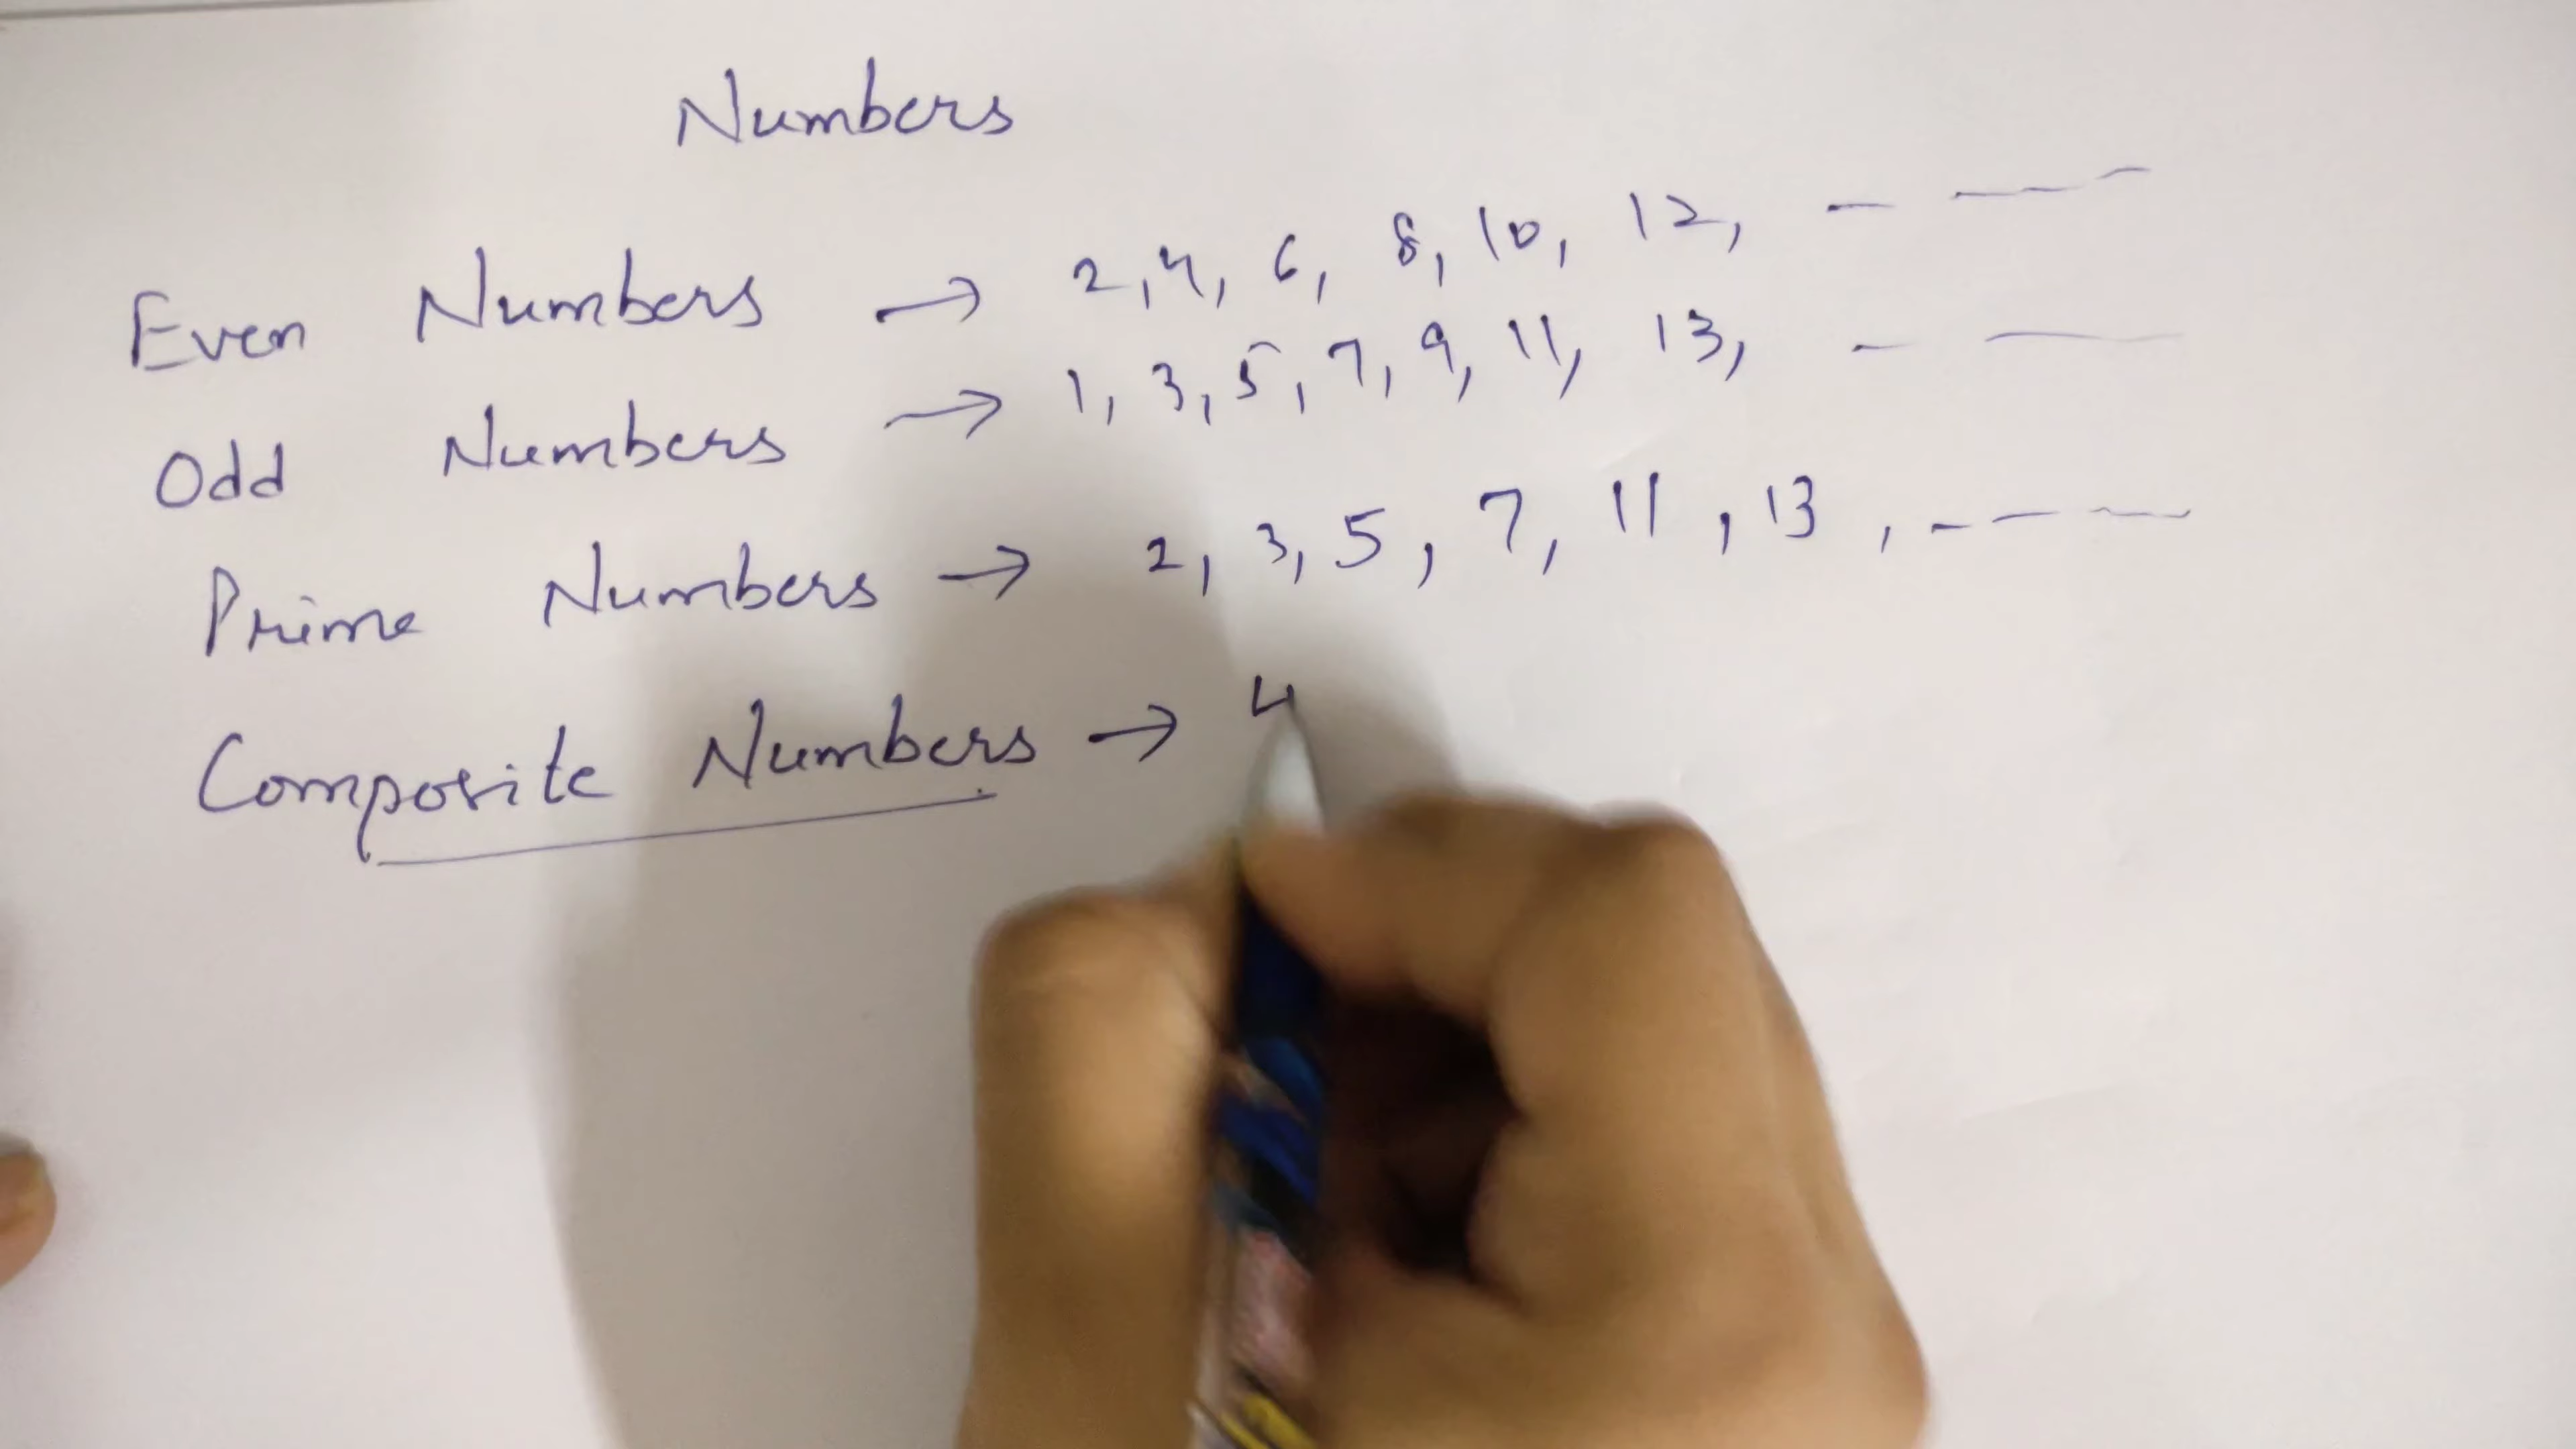 Numbers
Even Numbers → 2, 4, 6, 8, 10, 12, - - - -
Odd Numbers → 1, 3, 5, 7, 9, 11, 13, - -
Prime Numbers → 2, 3, 5, 7, 11, 13, - - -
Composite Numbers → 4